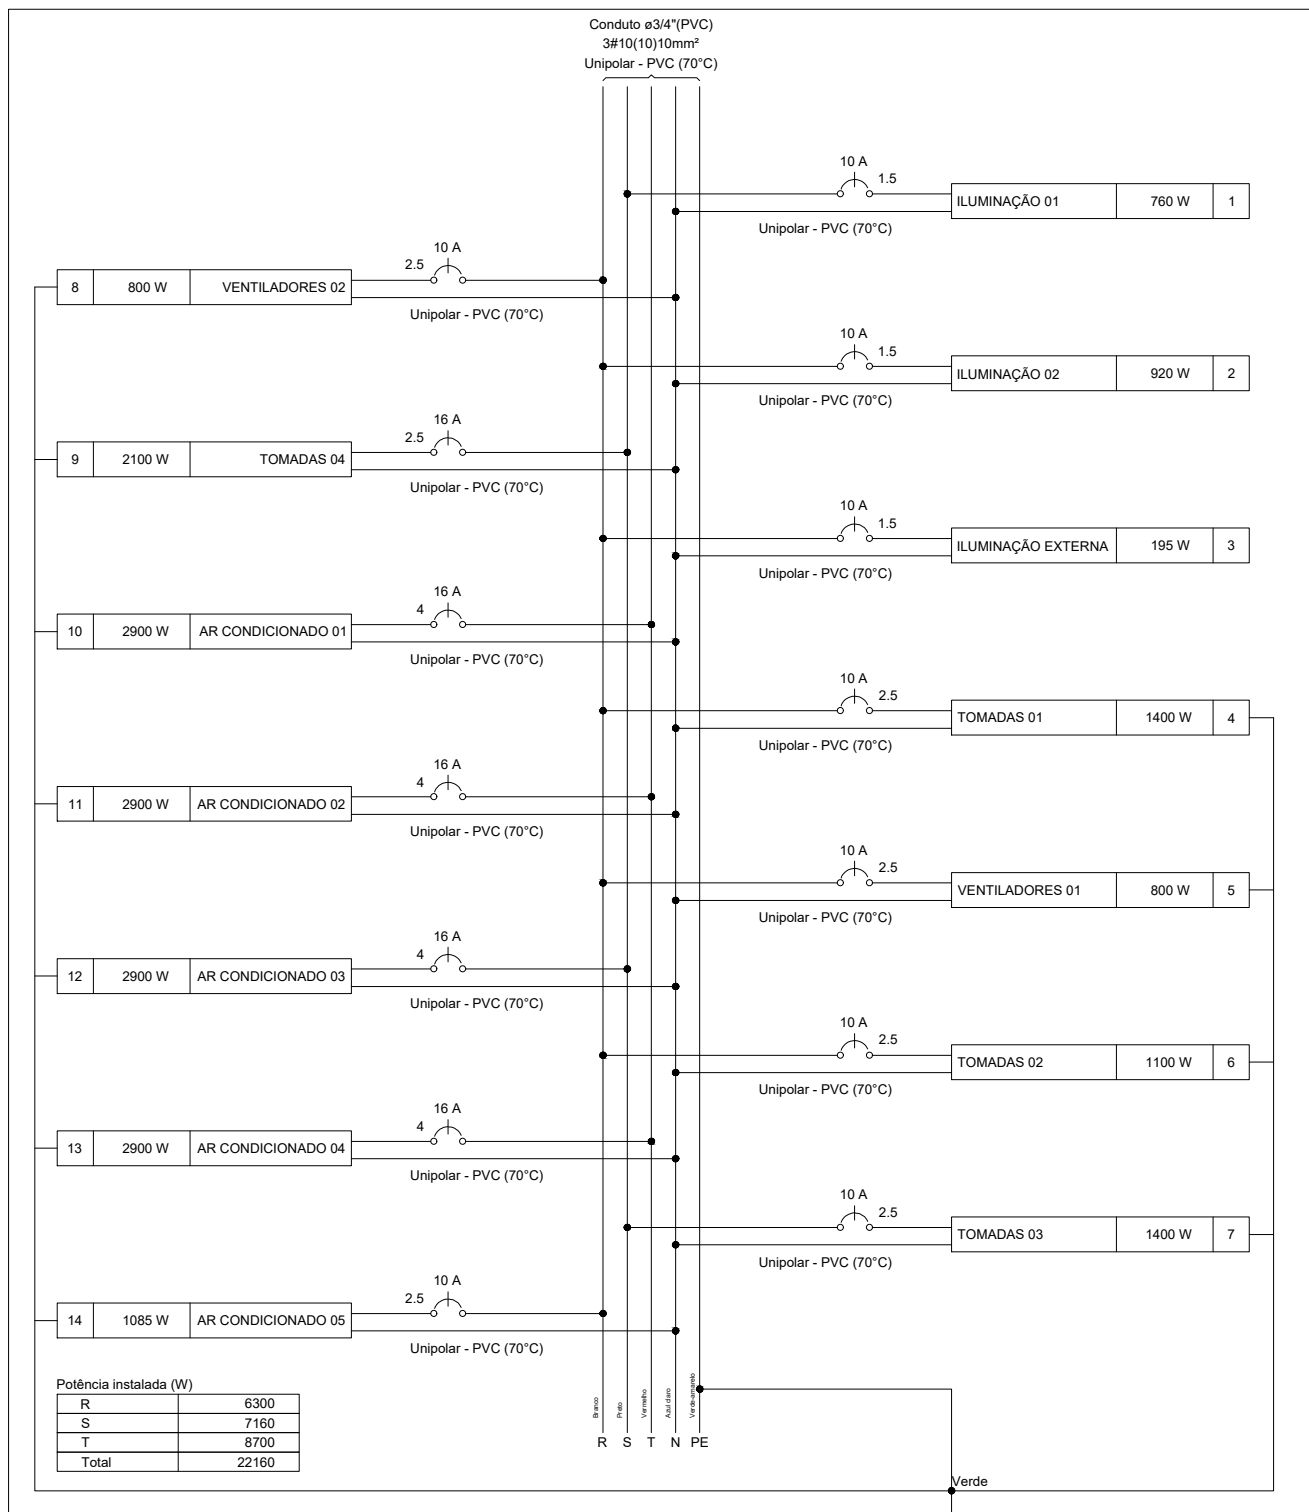 Conduto ø3/4"(PVC)
3#10(10)10mm²
Unipolar - PVC (70°C)
10 A
1.5
ILUMINAÇÃO 01 760 W 1
Unipolar - PVC (70°C)
10 A
2.5
8 800 W VENTILADORES 02
Unipolar - PVC (70°C)
10 A
1.5
ILUMINAÇÃO 02 920 W 2
Unipolar - PVC (70°C)
16 A
2.5
9 2100 W TOMADAS 04
Unipolar - PVC (70°C)
10 A
1.5
ILUMINAÇÃO EXTERNA 195 W 3
Unipolar - PVC (70°C)
16 A
4
10 2900 W AR CONDICIONADO 01
Unipolar - PVC (70°C)
10 A
2.5
TOMADAS 01 1400 W 4
Unipolar - PVC (70°C)
16 A
4
11 2900 W AR CONDICIONADO 02
Unipolar - PVC (70°C)
10 A
2.5
VENTILADORES 01 800 W 5
Unipolar - PVC (70°C)
16 A
4
12 2900 W AR CONDICIONADO 03
Unipolar - PVC (70°C)
10 A
2.5
TOMADAS 02 1100 W 6
Unipolar - PVC (70°C)
16 A
4
13 2900 W AR CONDICIONADO 04
Unipolar - PVC (70°C)
10 A
2.5
TOMADAS 03 1400 W 7
Unipolar - PVC (70°C)
10 A
2.5
14 1085 W AR CONDICIONADO 05
Unipolar - PVC (70°C)
Potência instalada (W)
R 6300
S 7160
T 8700
Total 22160
Branco
Preto
Vermelho
Azul claro
Verde-amarelo
R S T N PE
Verde